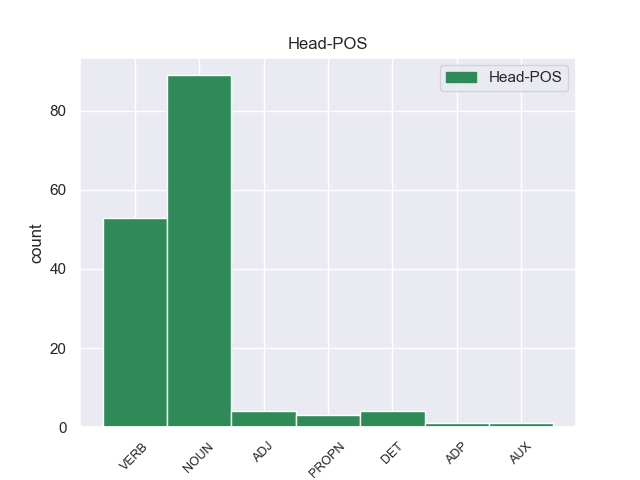 Head-POS
Head-POS
count
80
60
40
20
0
VERB
NOUN
ADJ
PROPN
DET
ADP
AUX